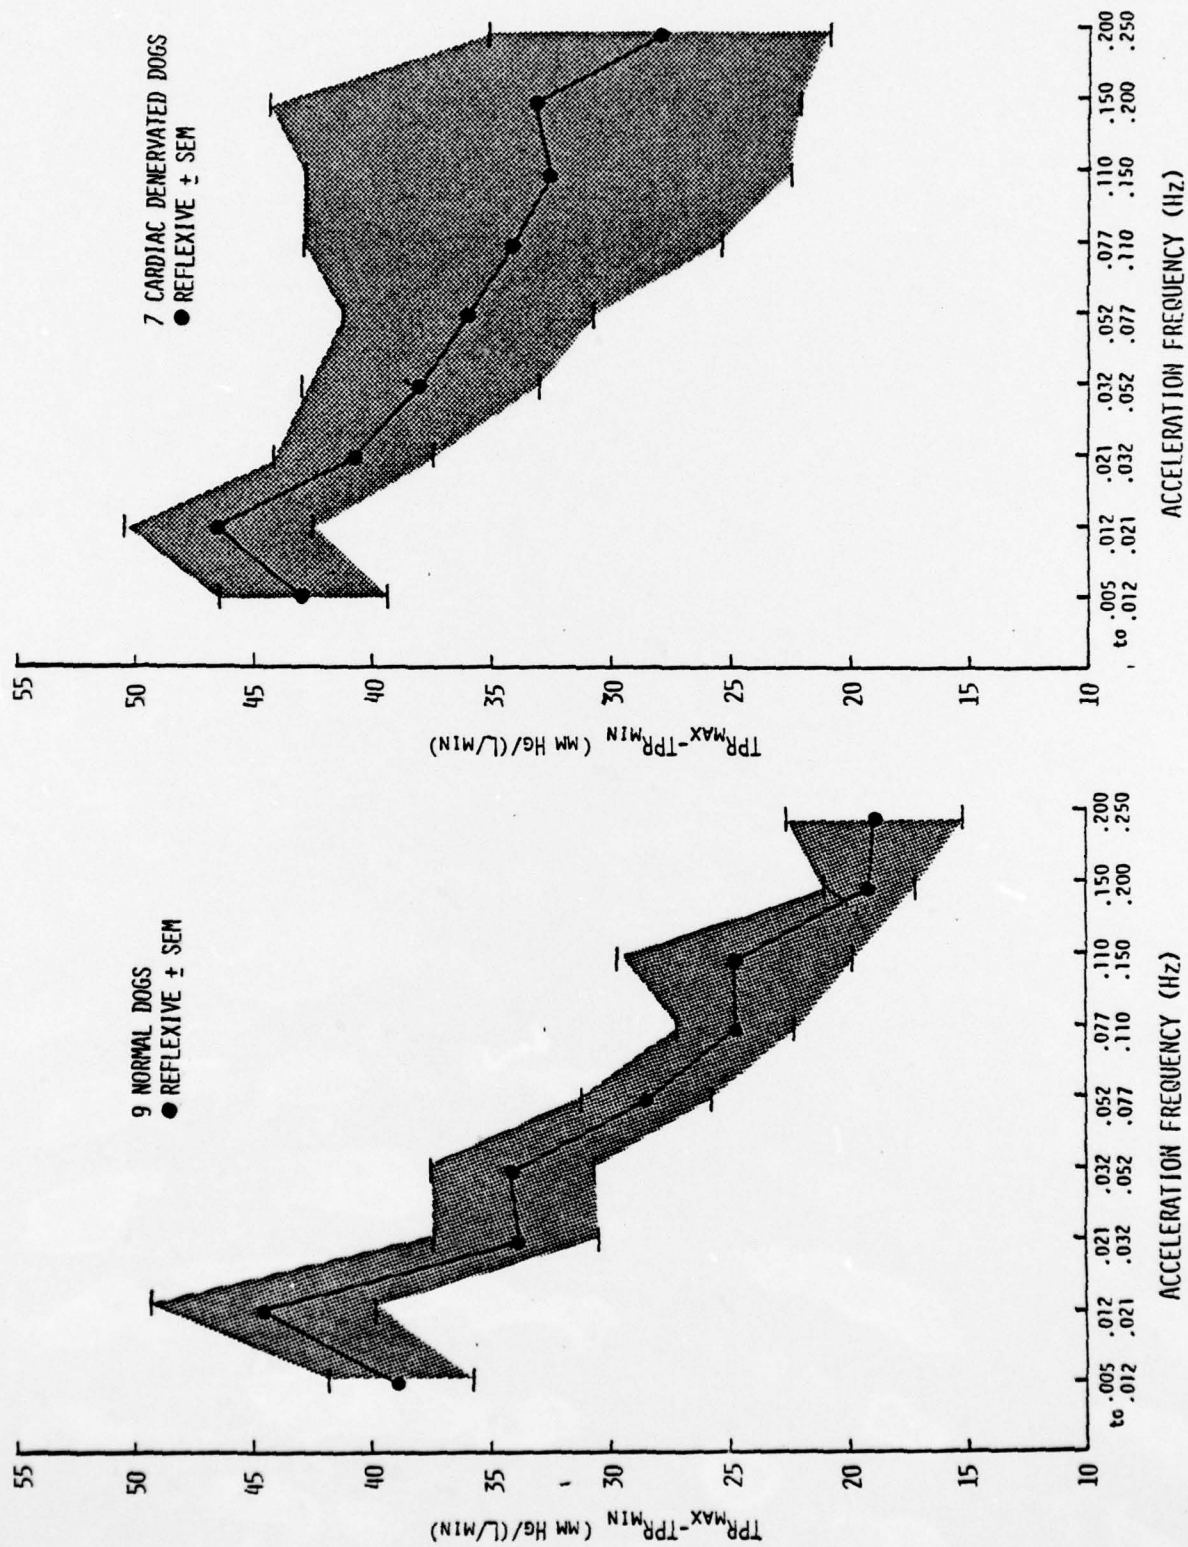 9 NORMAL DOGS
● REFLEXIVE ± SEM
TPRMAX-TPRMIN (MM HG/(L/MIN)
55
50
45
40
35
30
25
20
15
10
to .005 .012 .021 .032 .052 .077 .110 .150 .200
.012 .021 .032 .052 .077 .110 .150 .200 .250
ACCELERATION FREQUENCY (Hz)
7 CARDIAC DENERVATED DOGS
● REFLEXIVE ± SEM
TPRMAX-TPRMIN (MM HG/(L/MIN)
55
50
45
40
35
30
25
20
15
10
to .005 .012 .021 .032 .052 .077 .110 .150 .200
.012 .021 .032 .052 .077 .110 .150 .200 .250
ACCELERATION FREQUENCY (Hz)